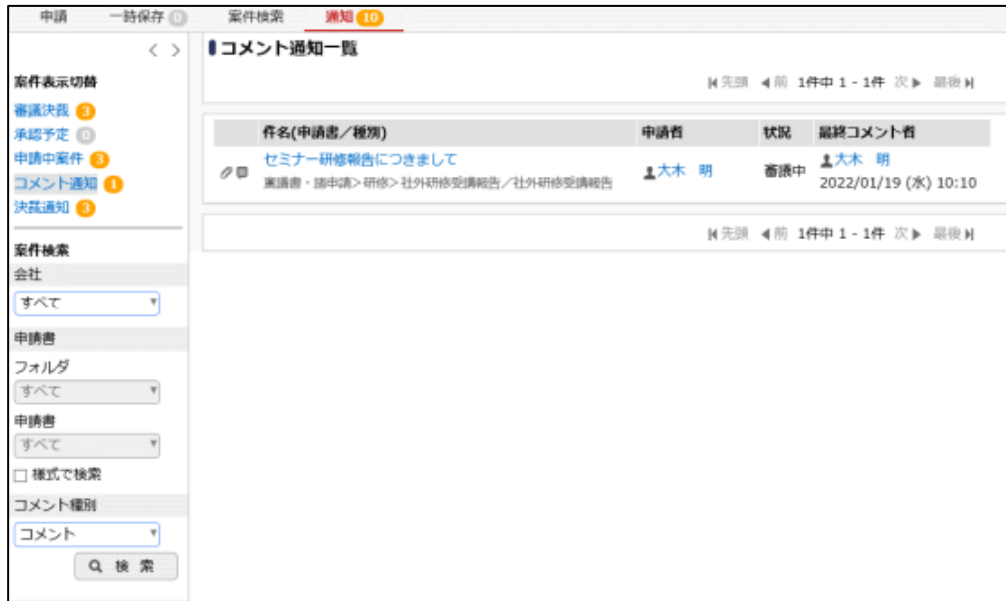 申請 一時保存 0 案件検索 通知 10
コメント通知一覧
先頭 前 1件中 1 - 1件 次 最後
案件表示切替
審議決裁 3
承認予定 0
申請中案件 3
コメント通知 1
決裁通知 3
件名(申請書／種別) 申請者 状況 最終コメント者
セミナー研修報告につきまして
稟議書・諸申請>研修>社外研修受講報告／社外研修受講報告
大木 明 審議中 大木 明
2022/01/19 (水) 10:10
先頭 前 1件中 1 - 1件 次 最後
案件検索
会社
すべて
申請書
フォルダ
すべて
申請書
すべて
様式で検索
コメント種別
コメント
検 索